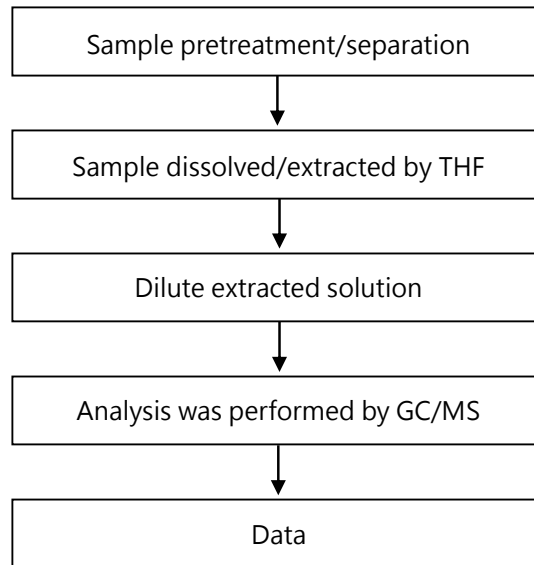 Sample pretreatment/separation
Sample dissolved/extracted by THF
Dilute extracted solution
Analysis was performed by GC/MS
Data